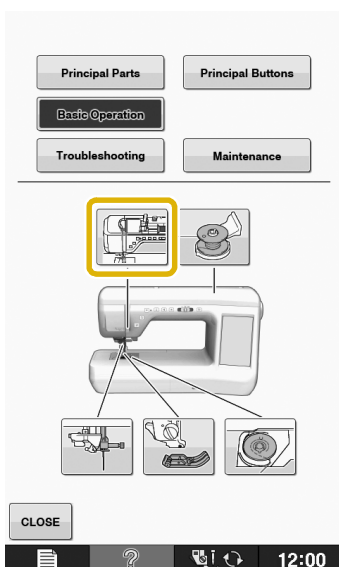 Principal Parts
Principal Buttons
Basic Operation
Troubleshooting
Maintenance
CLOSE
12:00